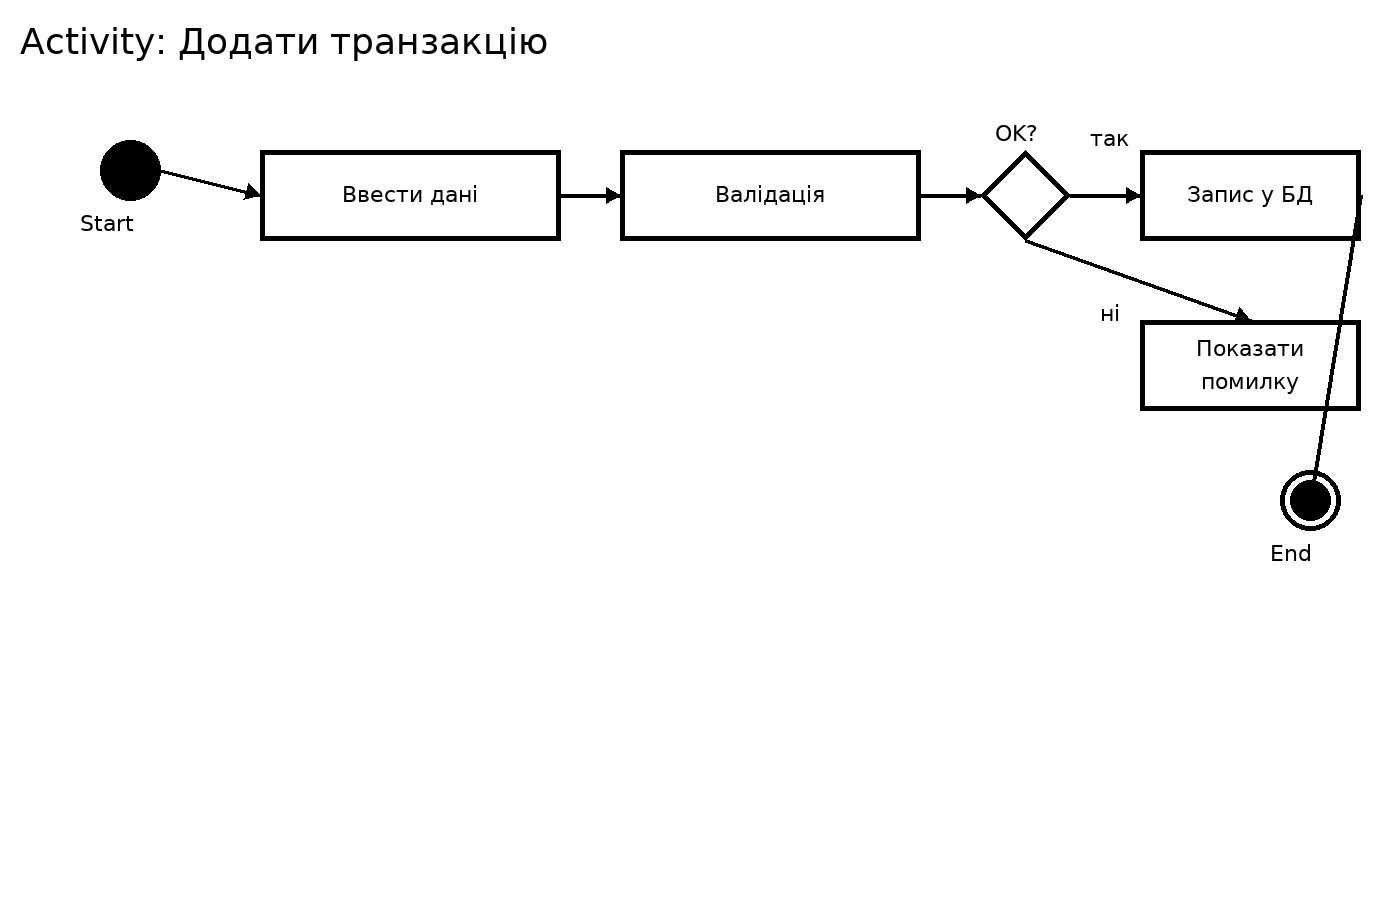 Activity: Додати транзакцію
OK?
так
Start
Ввести дані
Валідація
Запис у БД
ні
Показати
помилку
End